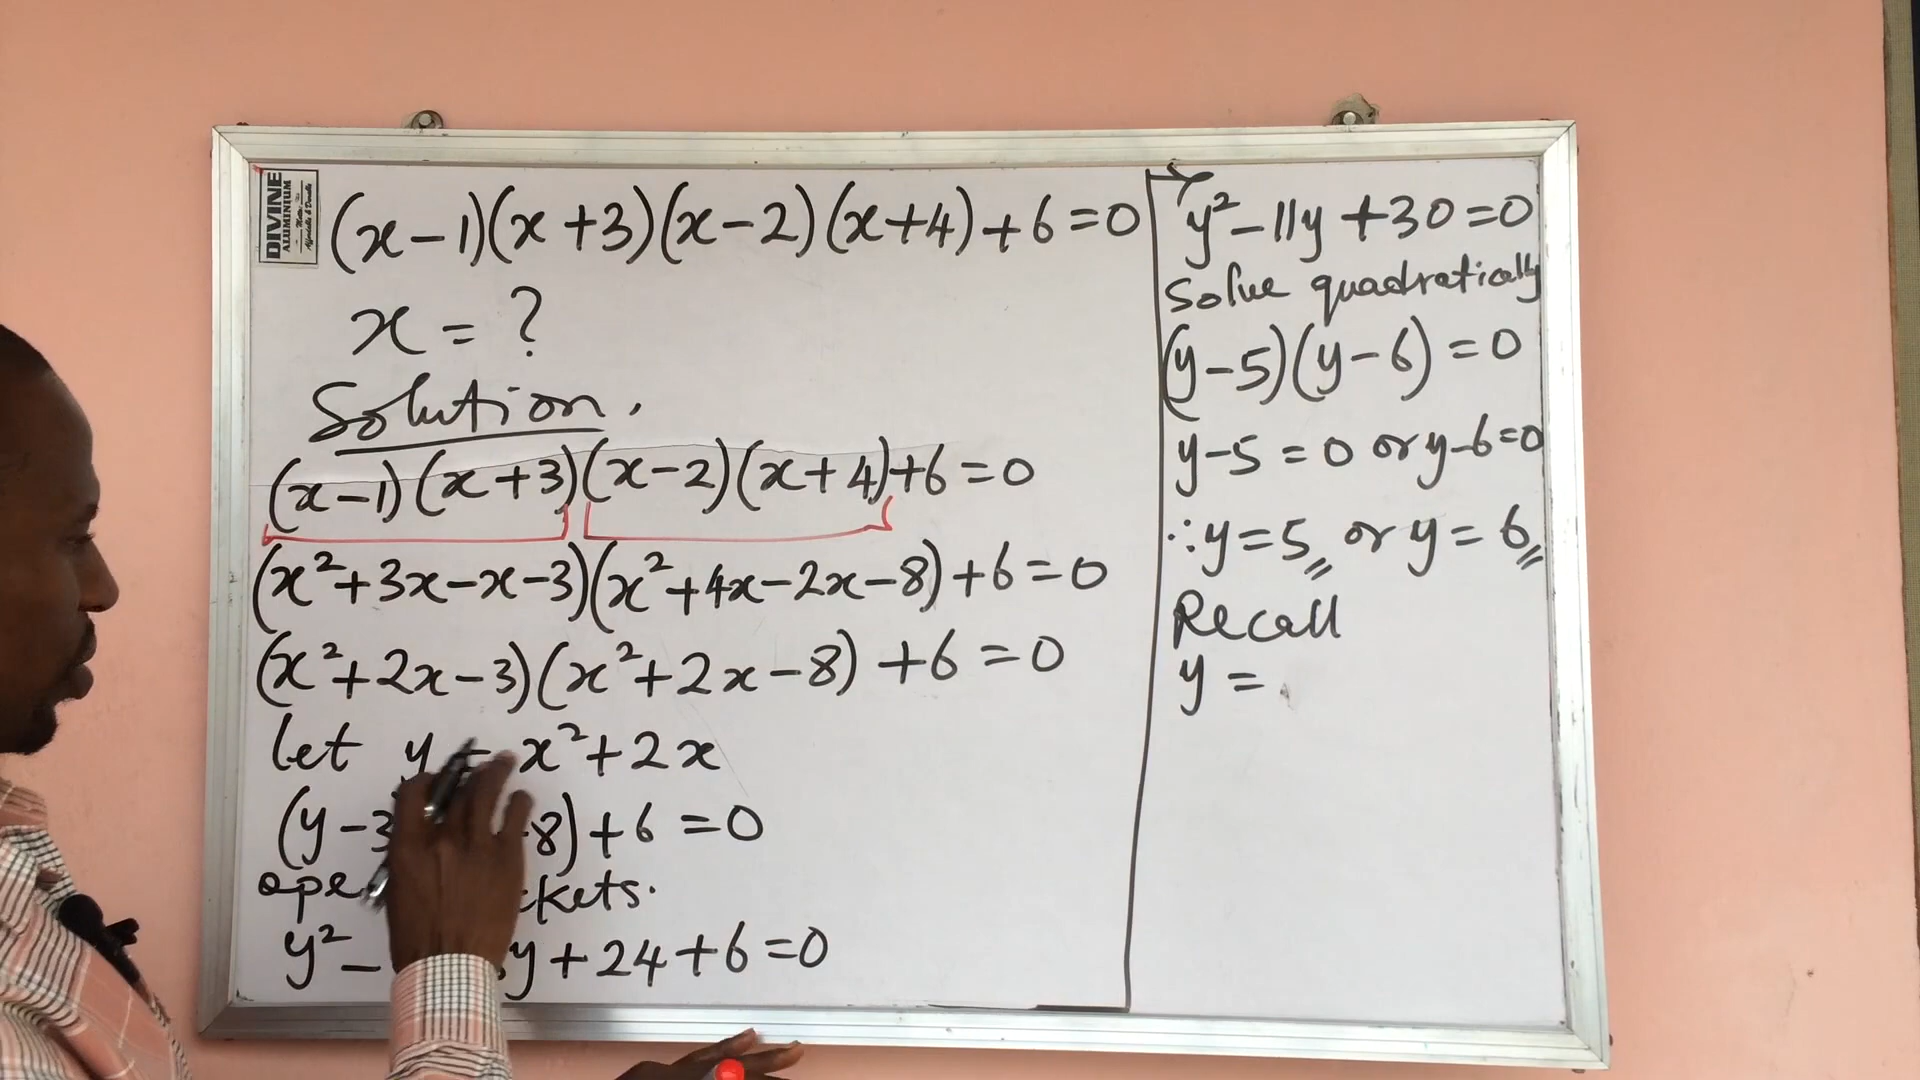 DIVINE
ALUMINIUM
(x-1)(x+3)(x-2)(x+4)+6=0
x=?
Solution.
(x-1)(x+3)(x-2)(x+4)+6=0
(x²+3x-x-3)(x²+4x-2x-8)+6=0
(x²+2x-3)(x²+2x-8)+6=0
let y = x²+2x
(y-3 8)+6=0
ope ckets.
y²- y+24+6=0
y²-11y+30=0
Solve quadratically
(y-5)(y-6)=0
y-5=0 or y-6=0
∴y=5 or y=6
Recall
y=